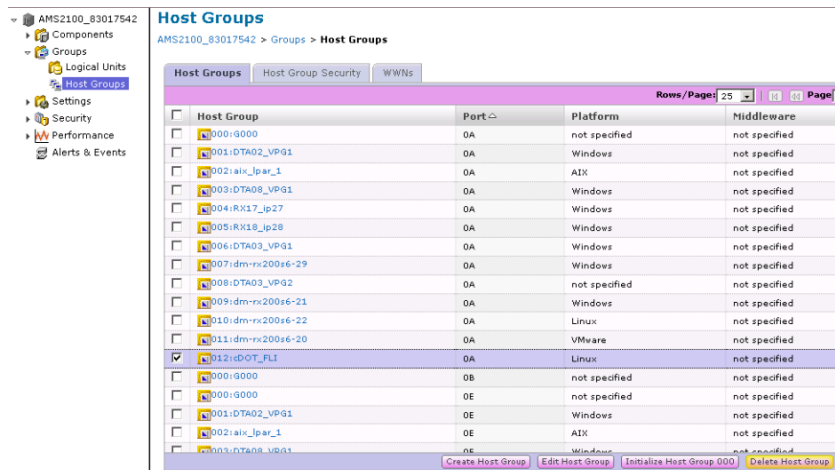 AMS2100_83017542
Components
Groups
Logical Units
Host Groups
Settings
Security
Performance
Alerts & Events
Host Groups
AMS2100_83017542 > Groups > Host Groups
Host Groups Host Group Security WWNs
Rows/Page: 25 Page
Host Group Port Platform Middleware
000:G000 0A not specified not specified
001:DTA02_VPG1 0A Windows not specified
002:aix_lpar_1 0A AIX not specified
003:DTA08_VPG1 0A Windows not specified
004:RX17_ip27 0A Windows not specified
005:RX18_ip28 0A Windows not specified
006:DTA03_VPG1 0A Windows not specified
007:dm-rx200s6-29 0A Windows not specified
008:DTA03_VPG2 0A not specified not specified
009:dm-rx200s6-21 0A Windows not specified
010:dm-rx200s6-22 0A Linux not specified
011:dm-rx200s6-20 0A VMware not specified
012:cDOT_FLI 0A Linux not specified
000:G000 0B not specified not specified
000:G000 0E not specified not specified
001:DTA02_VPG1 0E Windows not specified
002:aix_lpar_1 0E AIX not specified
003:DTA08_VPG1 0E Windows not specified
Create Host Group Edit Host Group Initialize Host Group 000 Delete Host Group